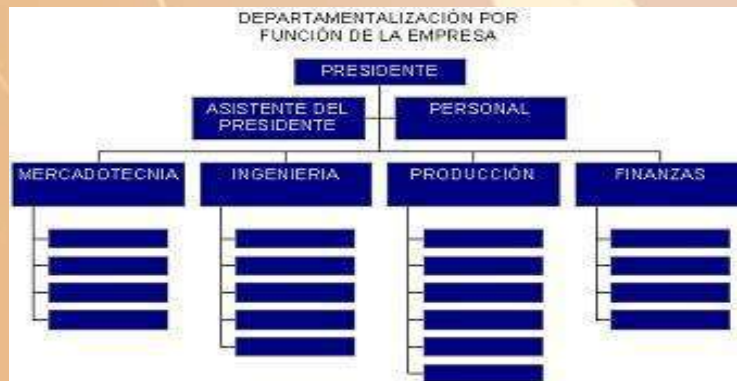 DEPARTAMENTALIZACIÓN POR
FUNCIÓN DE LA EMPRESA
PRESIDENTE
ASISTENTE DEL
PRESIDENTE
PERSONAL
MERCADOTECNIA
INGENIERIA
PRODUCCIÓN
FINANZAS